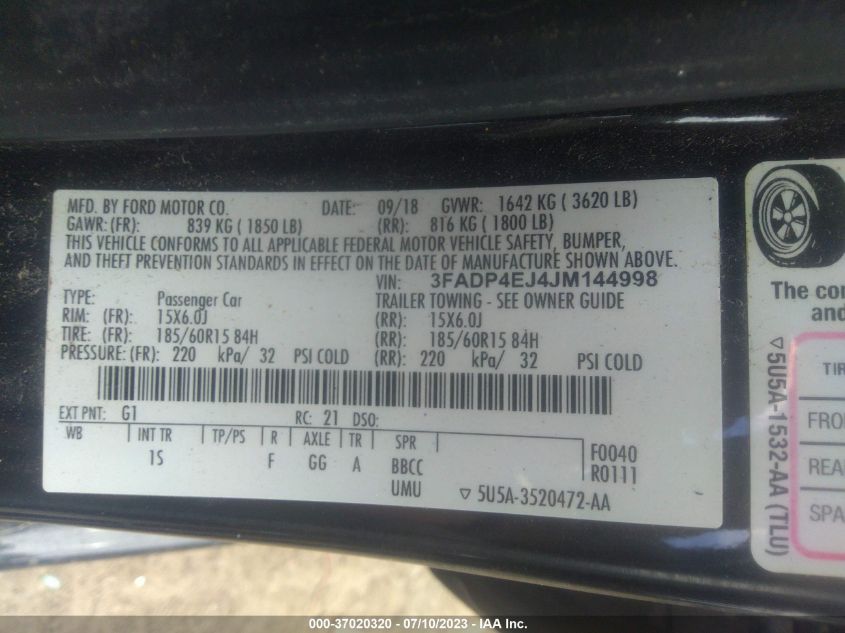 MFD. BY FORD MOTOR CO. DATE: 09/18 GVWR: 1642 KG ( 3620 LB)
GAWR: (FR): 839 KG ( 1850 LB) (RR): 816 KG ( 1800 LB)
THIS VEHICLE CONFORMS TO ALL APPLICABLE FEDERAL MOTOR VEHICLE SAFETY, BUMPER,
AND THEFT PREVENTION STANDARDS IN EFFECT ON THE DATE OF MANUFACTURE SHOWN ABOVE.
VIN: 3FADP4EJ4JM144998
TYPE: Passenger Car TRAILER TOWING - SEE OWNER GUIDE
RIM: (FR): 15X6.0J (RR): 15X6.0J
TIRE: (FR): 185/60R15 84H (RR): 185/60R15 84H
PRESSURE: (FR): 220 kPa/ 32 PSI COLD (RR): 220 kPa/ 32 PSI COLD
EXT PNT: G1 RC: 21 DSO:
WB INT TR TP/PS R AXLE TR SPR F0040
1S F GG A BBCC R0111
UMU ▽ 5U5A-3520472-AA
The con
and
▽5U5A-1532-AA (TLU)
TIR
FRO
REA
SPA
000-37020320 - 07/10/2023 - © IAA Inc.